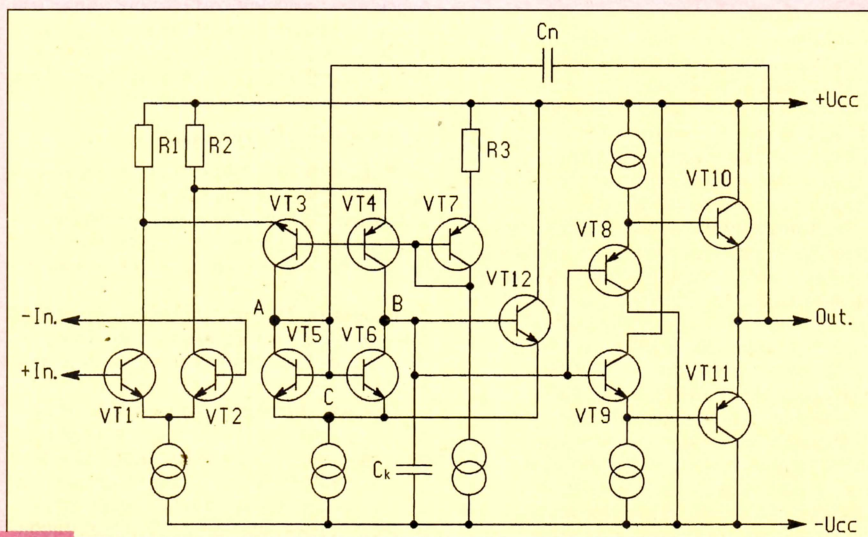 Cn
+Ucc
R1
R2
R3
VT10
VT3
VT4
VT7
VT8
VT12
A
B
-In.
Out.
VT5
VT6
+In.
VT1
VT2
C
VT9
VT11
Cк
-Ucc